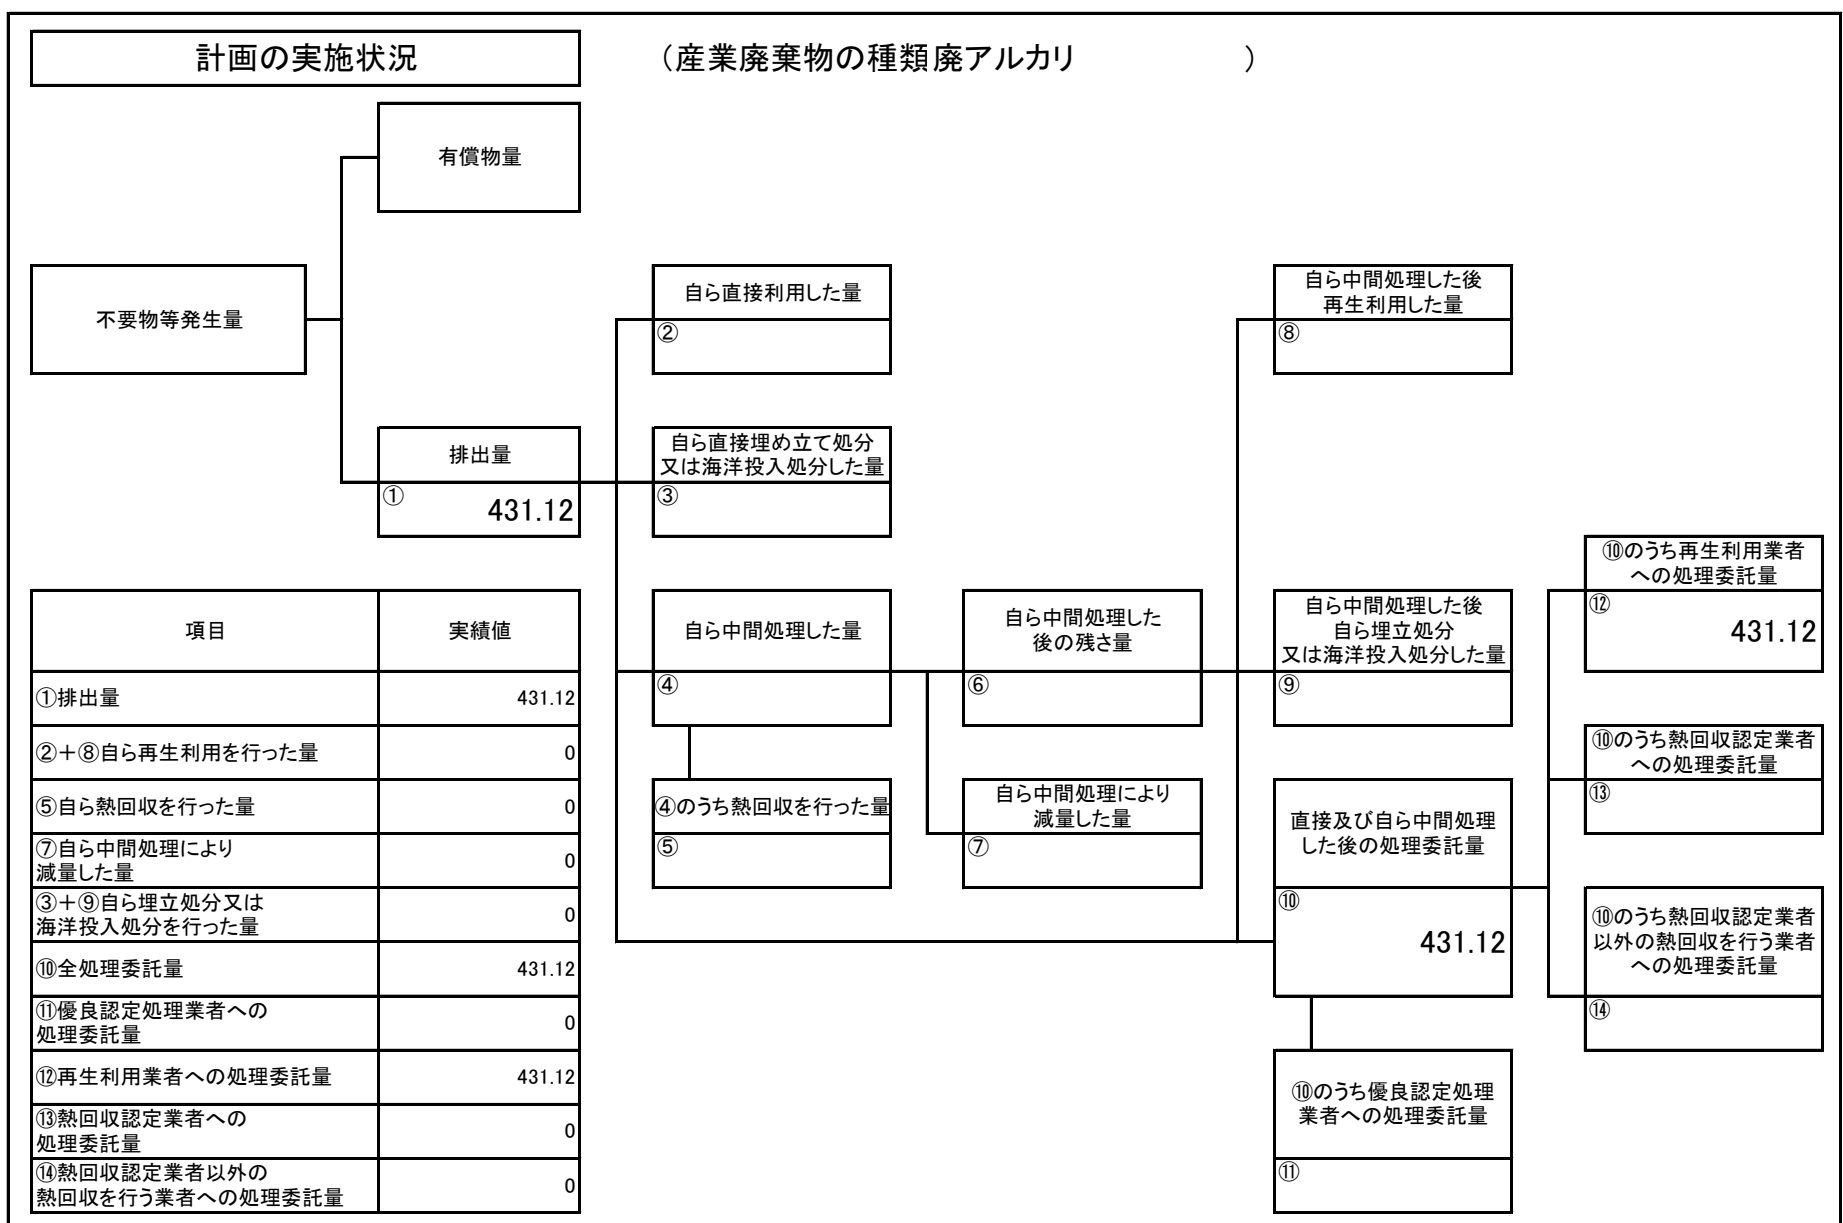 計画の実施状況
（産業廃棄物の種類廃アルカリ　　　　　）
有償物量
不要物等発生量
自ら直接利用した量
②
自ら中間処理した後
再生利用した量
⑧
排出量
①
431.12
自ら直接埋め立て処分
又は海洋投入処分した量
③
⑩のうち再生利用業者
への処理委託量
⑫
431.12
自ら中間処理した量
④
自ら中間処理した
後の残さ量
⑥
自ら中間処理した後
自ら埋立処分
又は海洋投入処分した量
⑨
⑩のうち熱回収認定業者
への処理委託量
⑬
④のうち熱回収を行った量
⑤
自ら中間処理により
減量した量
⑦
直接及び自ら中間処理
した後の処理委託量
⑩
431.12
⑩のうち熱回収認定業者
以外の熱回収を行う業者
への処理委託量
⑭
⑩のうち優良認定処理
業者への処理委託量
⑪
項目 実績値
①排出量 431.12
②＋⑧自ら再生利用を行った量 0
⑤自ら熱回収を行った量 0
⑦自ら中間処理により
減量した量 0
③＋⑨自ら埋立処分又は
海洋投入処分を行った量 0
⑩全処理委託量 431.12
⑪優良認定処理業者への
処理委託量 0
⑫再生利用業者への処理委託量 431.12
⑬熱回収認定業者への
処理委託量 0
⑭熱回収認定業者以外の
熱回収を行う業者への処理委託量 0